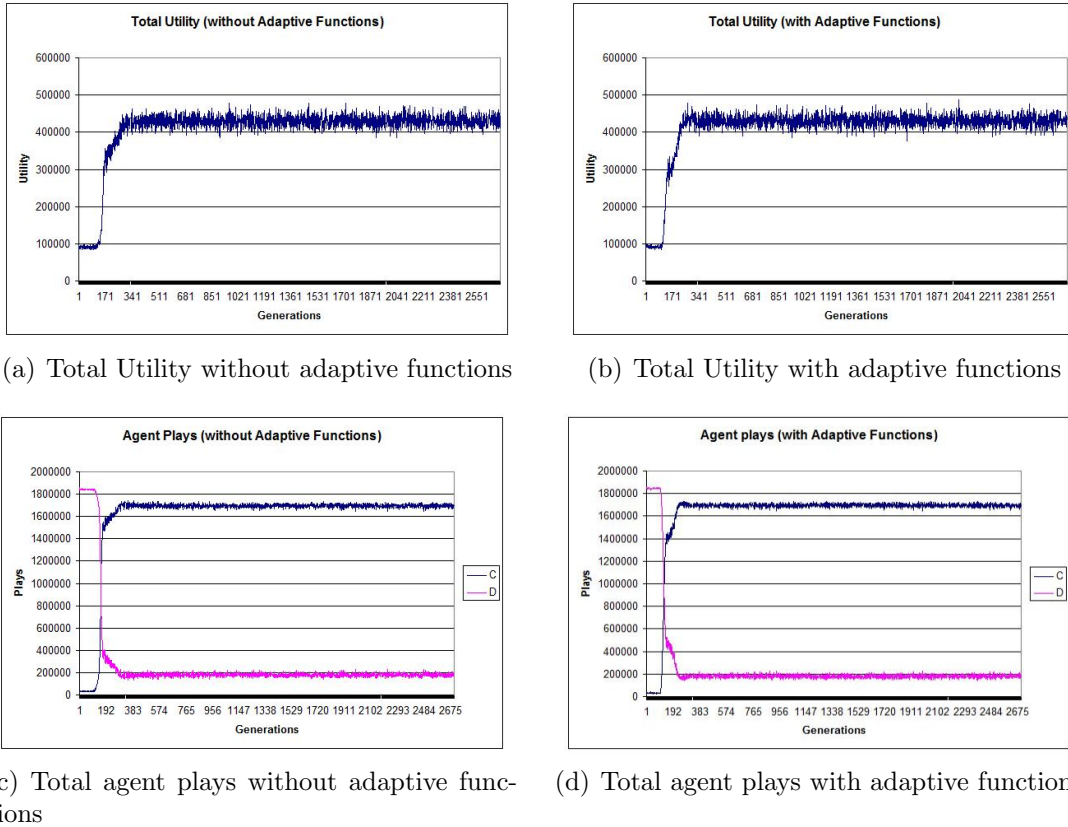 Total Utility (without Adaptive Functions)
600000
500000
400000
300000
200000
100000
0
Utility
1 171 341 511 681 851 1021 1191 1361 1531 1701 1871 2041 2211 2381 2551
Generations
(a) Total Utility without adaptive functions
Total Utility (with Adaptive Functions)
600000
500000
400000
300000
200000
100000
0
Utility
1 171 341 511 681 851 1021 1191 1361 1531 1701 1871 2041 2211 2381 2551
Generations
(b) Total Utility with adaptive functions
Agent Plays (without Adaptive Functions)
2000000
1800000
1600000
1400000
1200000
1000000
800000
600000
400000
200000
0
Plays
C
D
1 192 383 574 765 956 1147 1338 1529 1720 1911 2102 2293 2484 2675
Generations
c) Total agent plays without adaptive func-
ions
Agent plays (with Adaptive Functions)
2000000
1800000
1600000
1400000
1200000
1000000
800000
600000
400000
200000
0
Plays
C
D
1 192 383 574 765 956 1147 1338 1529 1720 1911 2102 2293 2484 2675
Generations
(d) Total agent plays with adaptive function